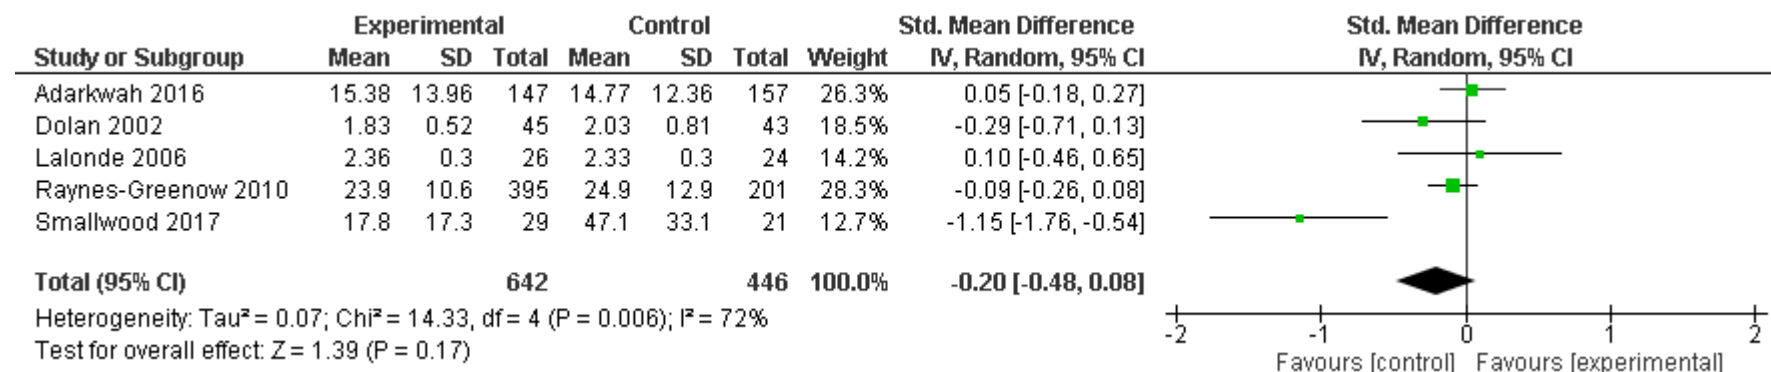 Experimental Control Std. Mean Difference Std. Mean Difference
Study or Subgroup Mean SD Total Mean SD Total Weight IV, Random, 95% CI IV, Random, 95% CI
Adarkwah 2016 15.38 13.96 147 14.77 12.36 157 26.3% 0.05 [-0.18, 0.27]
Dolan 2002 1.83 0.52 45 2.03 0.81 43 18.5% -0.29 [-0.71, 0.13]
Lalonde 2006 2.36 0.3 26 2.33 0.3 24 14.2% 0.10 [-0.46, 0.65]
Raynes-Greenow 2010 23.9 10.6 395 24.9 12.9 201 28.3% -0.09 [-0.26, 0.08]
Smallwood 2017 17.8 17.3 29 47.1 33.1 21 12.7% -1.15 [-1.76, -0.54]
Total (95% CI) 642 446 100.0% -0.20 [-0.48, 0.08]
Heterogeneity: Tau² = 0.07; Chi² = 14.33, df = 4 (P = 0.006); I² = 72%
Test for overall effect: Z = 1.39 (P = 0.17)
-2 -1 0 1 2
Favours [control] Favours [experimental]